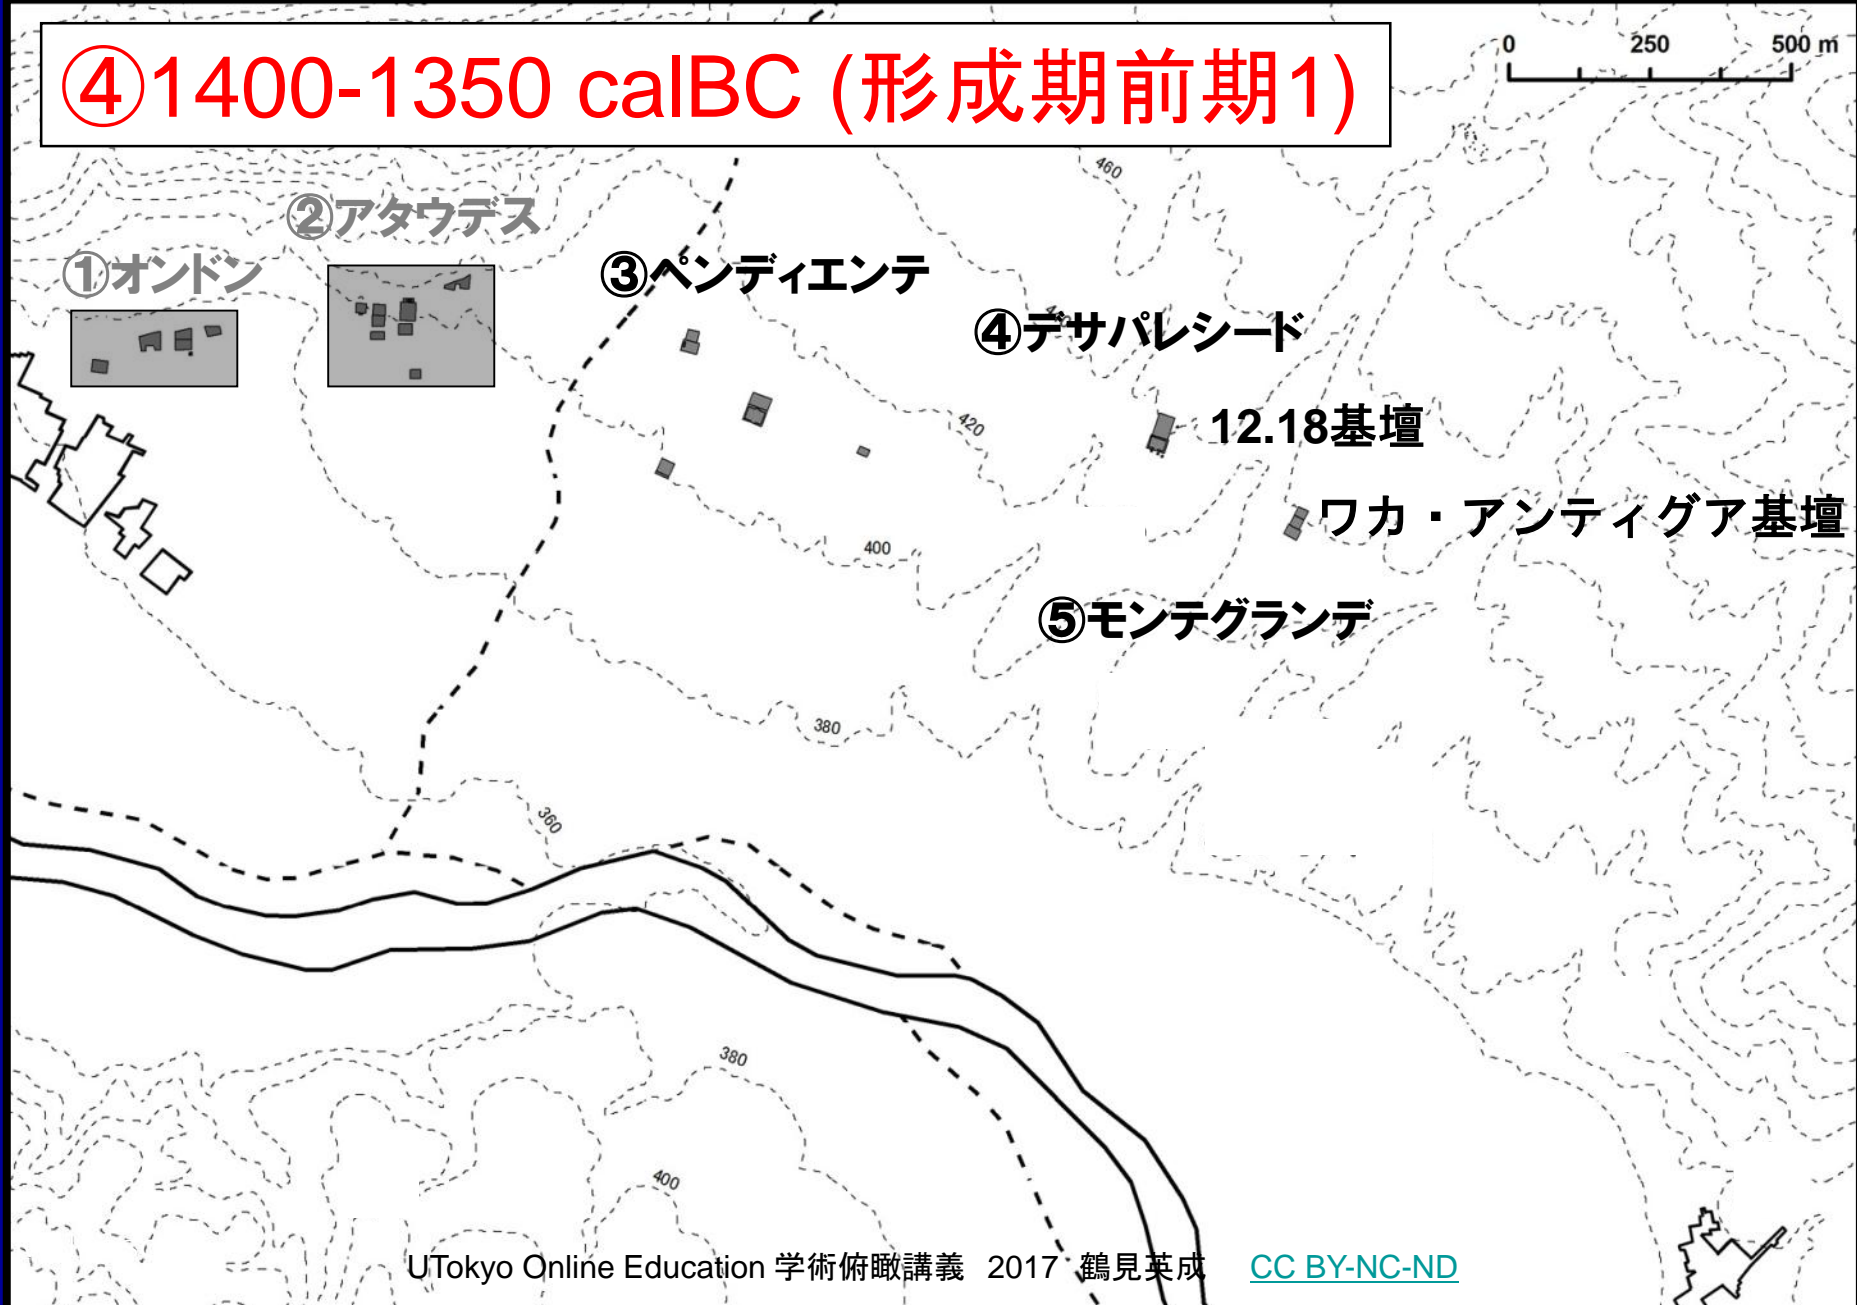 ④1400-1350 calBC (形成期前期1)
0 250 500 m
460
②アタウデス
①オンドン
③ペンディエンテ
④デサパレシード
12.18基壇
420
ワカ・アンティグア基壇
400
⑤モンテグランデ
380
360
380
400
UTokyo Online Education 学術俯瞰講義 2017 鶴見英成 CC BY-NC-ND